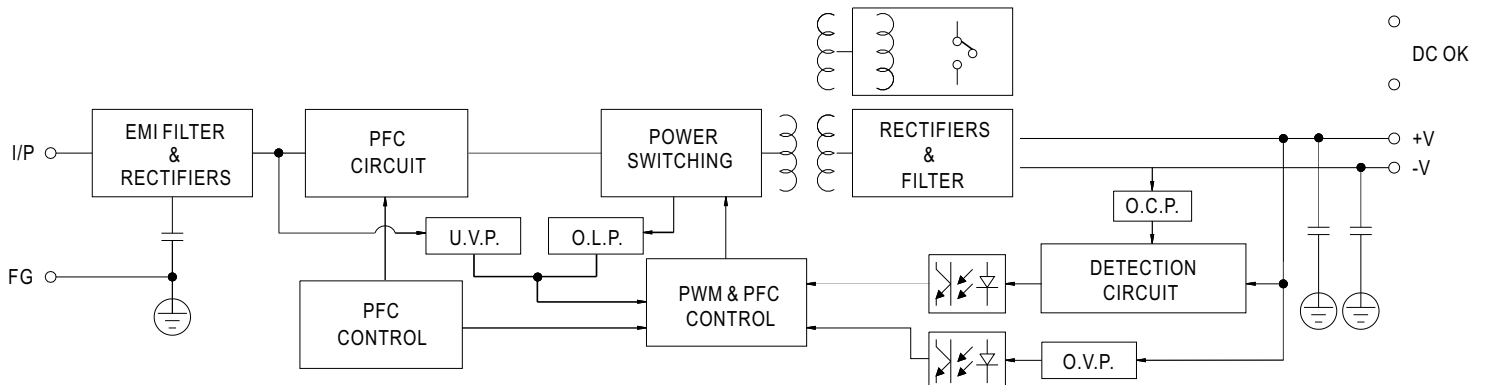 DC OK
I/P
EMI FILTER
&
RECTIFIERS
PFC
CIRCUIT
POWER
SWITCHING
RECTIFIERS
&
FILTER
+V
-V
O.C.P.
U.V.P.
O.L.P.
FG
PFC
CONTROL
PWM & PFC
CONTROL
DETECTION
CIRCUIT
O.V.P.